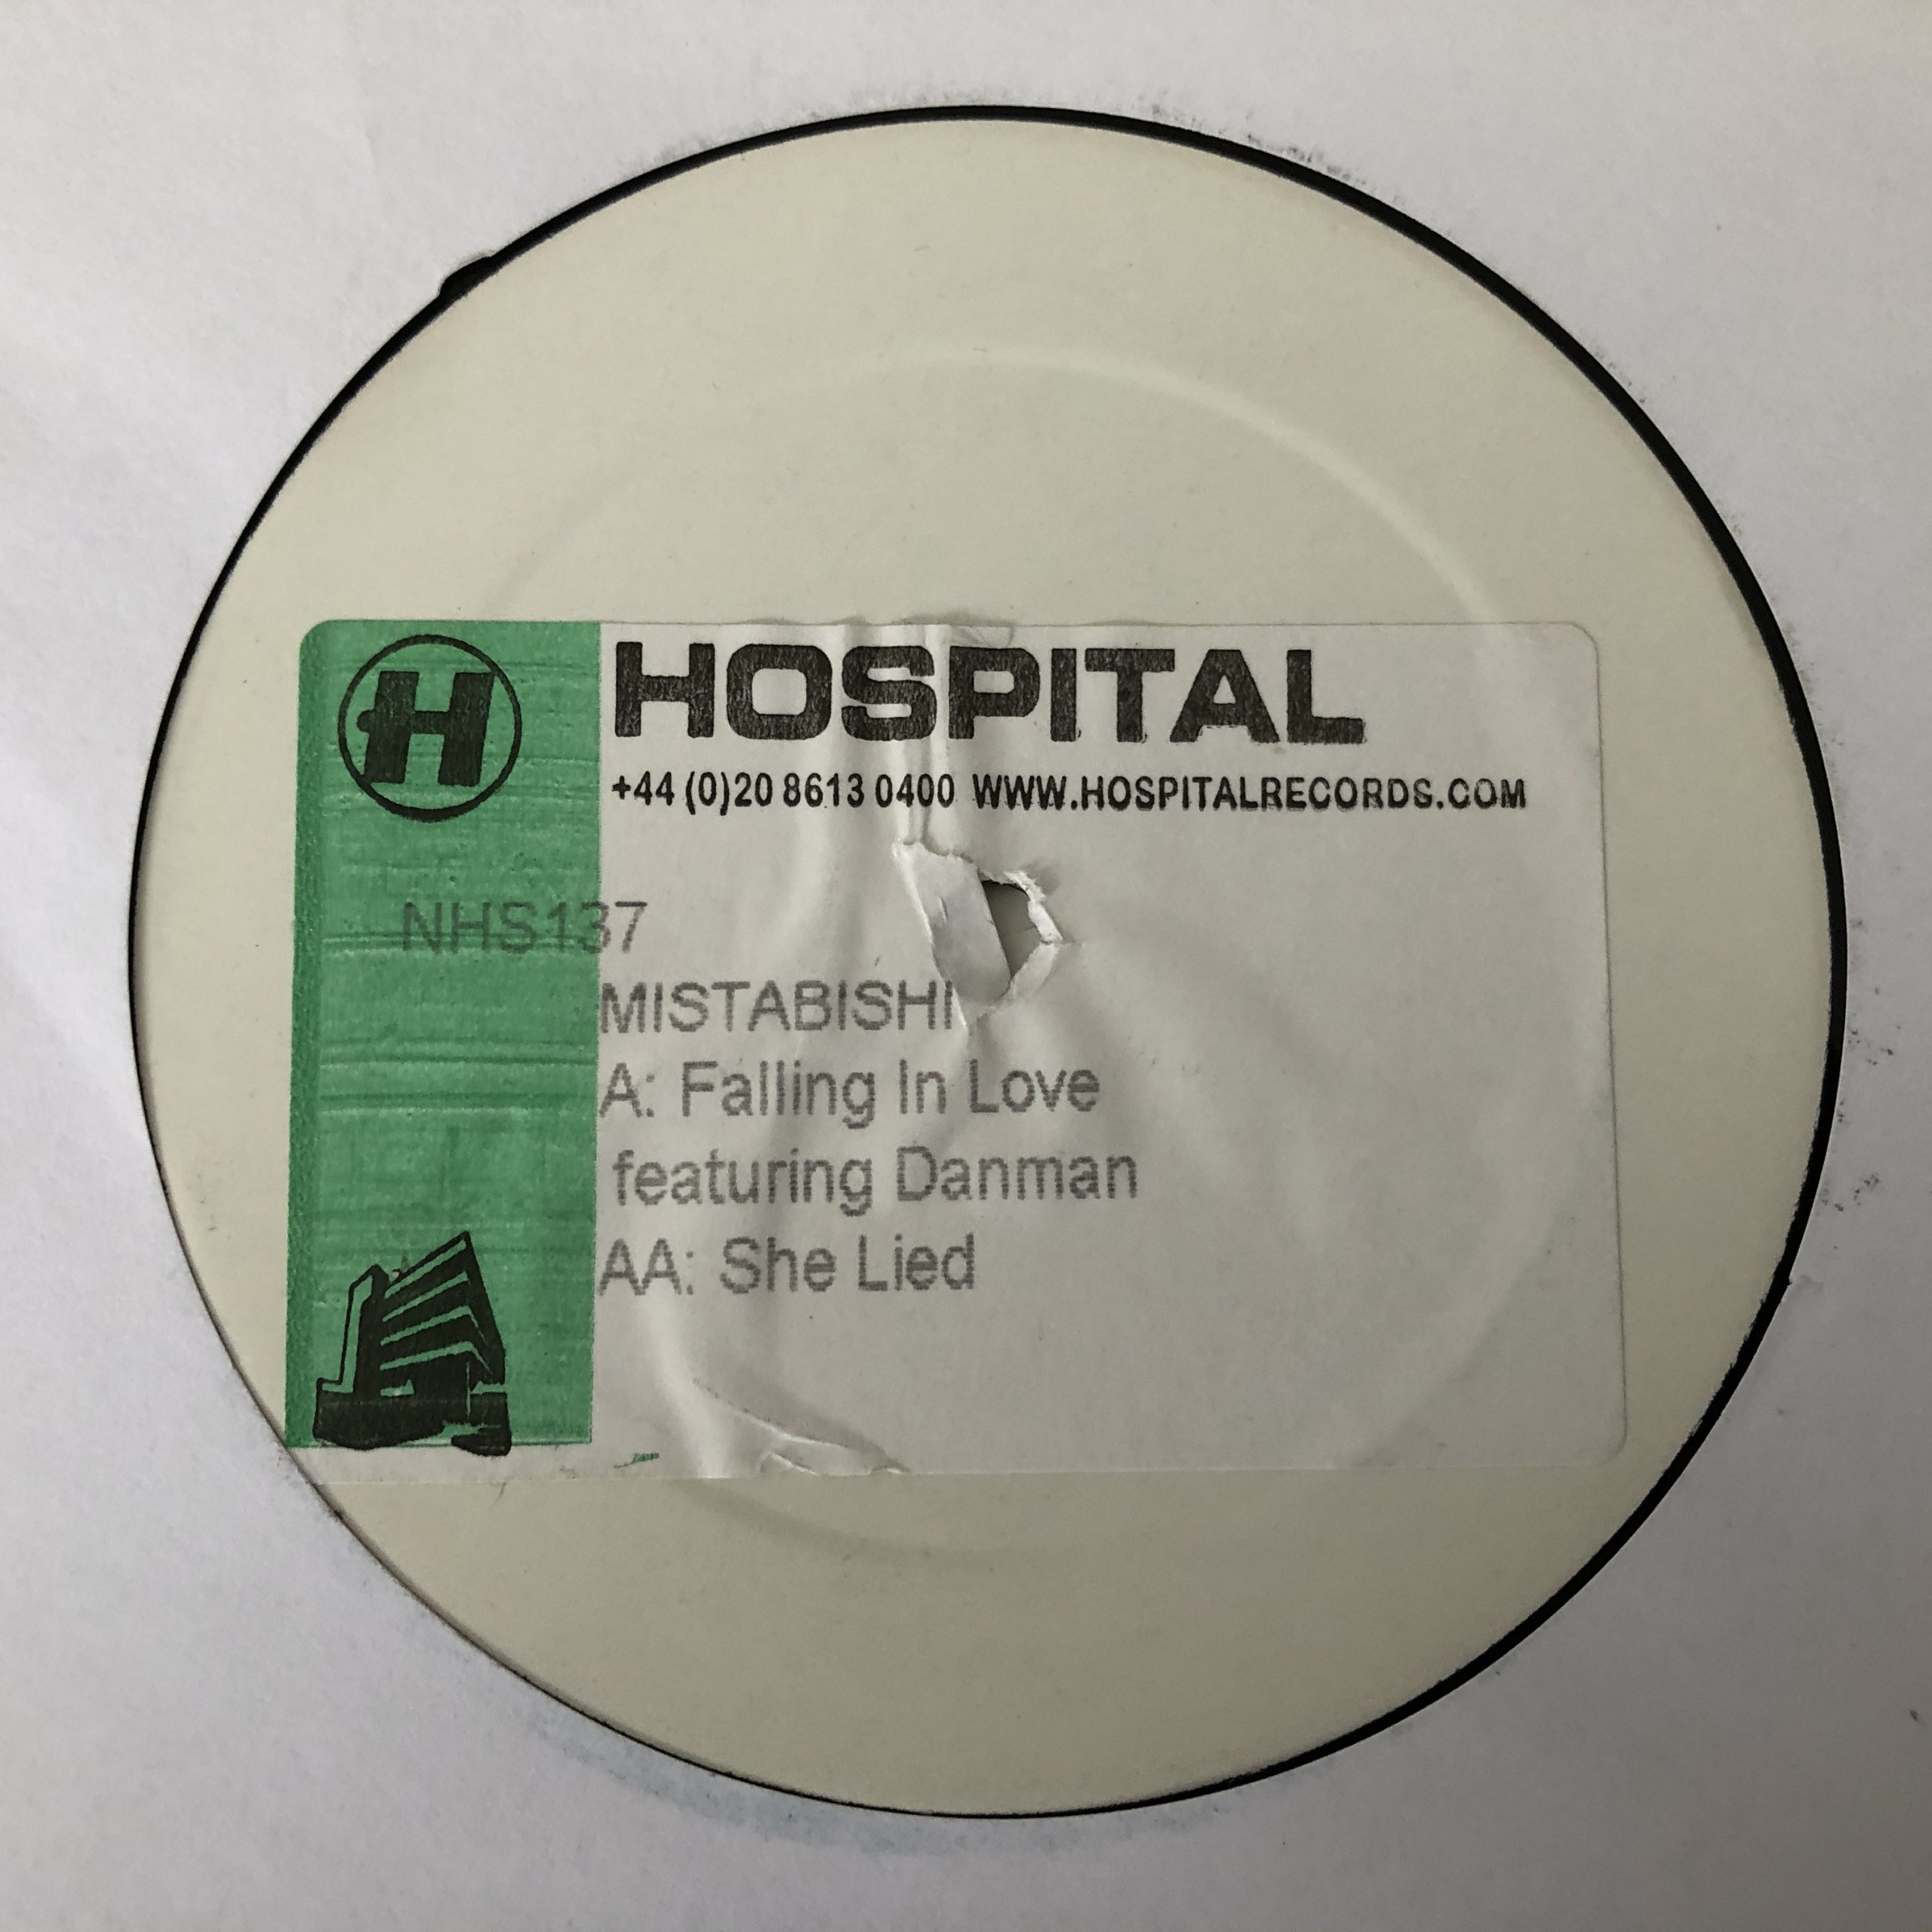 H
HOSPITAL
+44 (0)20 8613 0400 WWW.HOSPITALRECORDS.COM
NHS137
MISTABISHI
A: Falling In Love
featuring Danman
AA: She Lied